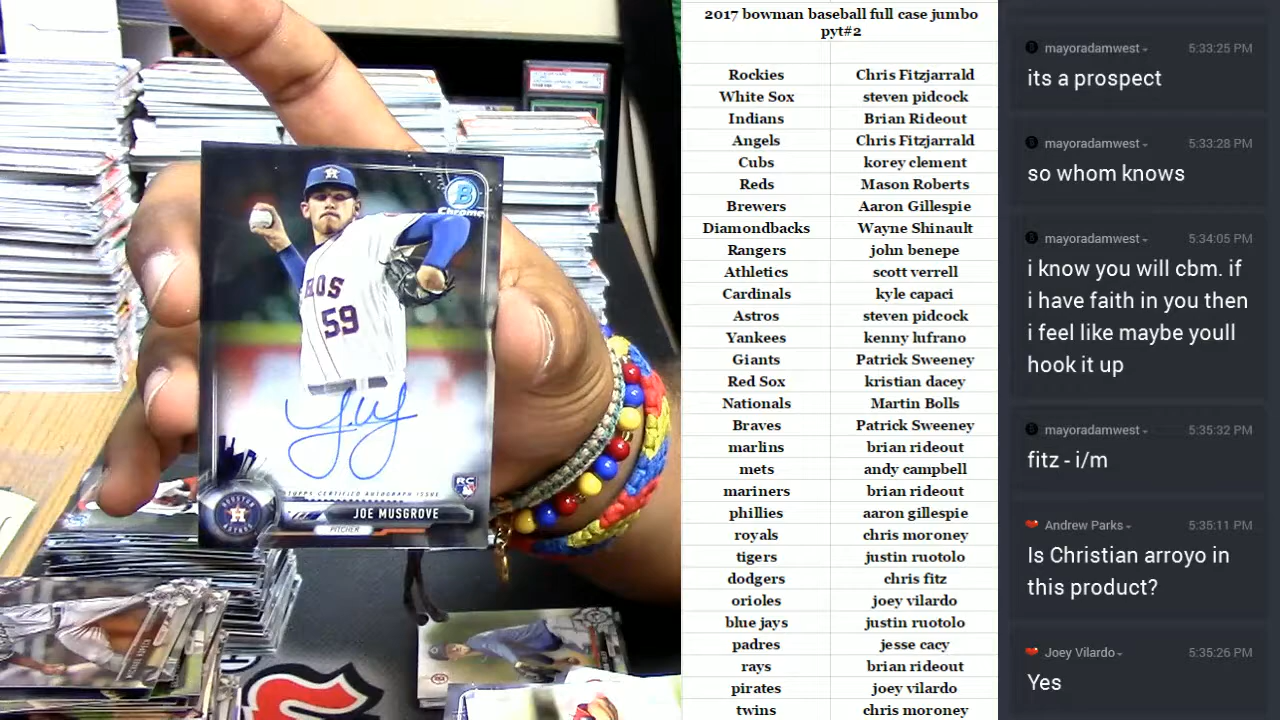 B
Chrome
ROS
59
TOPPS CERTIFIED AUTOGRAPH ISSUE
RC
JOE MUSGROVE
PITCHER
2017 bowman baseball full case jumbo
pyt#2
Rockies Chris Fitzjarrald
White Sox steven pidcock
Indians Brian Rideout
Angels Chris Fitzjarrald
Cubs korey clement
Reds Mason Roberts
Brewers Aaron Gillespie
Diamondbacks Wayne Shinault
Rangers john benepe
Athletics scott verrell
Cardinals kyle capaci
Astros steven pidcock
Yankees kenny lufrano
Giants Patrick Sweeney
Red Sox kristian dacey
Nationals Martin Bolls
Braves Patrick Sweeney
marlins brian rideout
mets andy campbell
mariners brian rideout
phillies aaron gillespie
royals chris moroney
tigers justin ruotolo
dodgers chris fitz
orioles joey vilardo
blue jays justin ruotolo
padres jesse cacy
rays brian rideout
pirates joey vilardo
twins chris moroney
mayoradamwest 5:33:25 PM
its a prospect
mayoradamwest 5:33:28 PM
so whom knows
mayoradamwest 5:34:05 PM
i know you will cbm. if
i have faith in you then
i feel like maybe youll
hook it up
mayoradamwest 5:35:32 PM
fitz - i/m
Andrew Parks 5:35:11 PM
Is Christian arroyo in
this product?
Joey Vilardo 5:35:26 PM
Yes